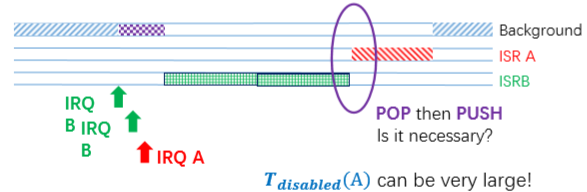 Background
ISR A
ISRB
IRQ
B IRQ
B
IRQ A
POP then PUSH
Is it necessary?
T_disabled(A) can be very large!